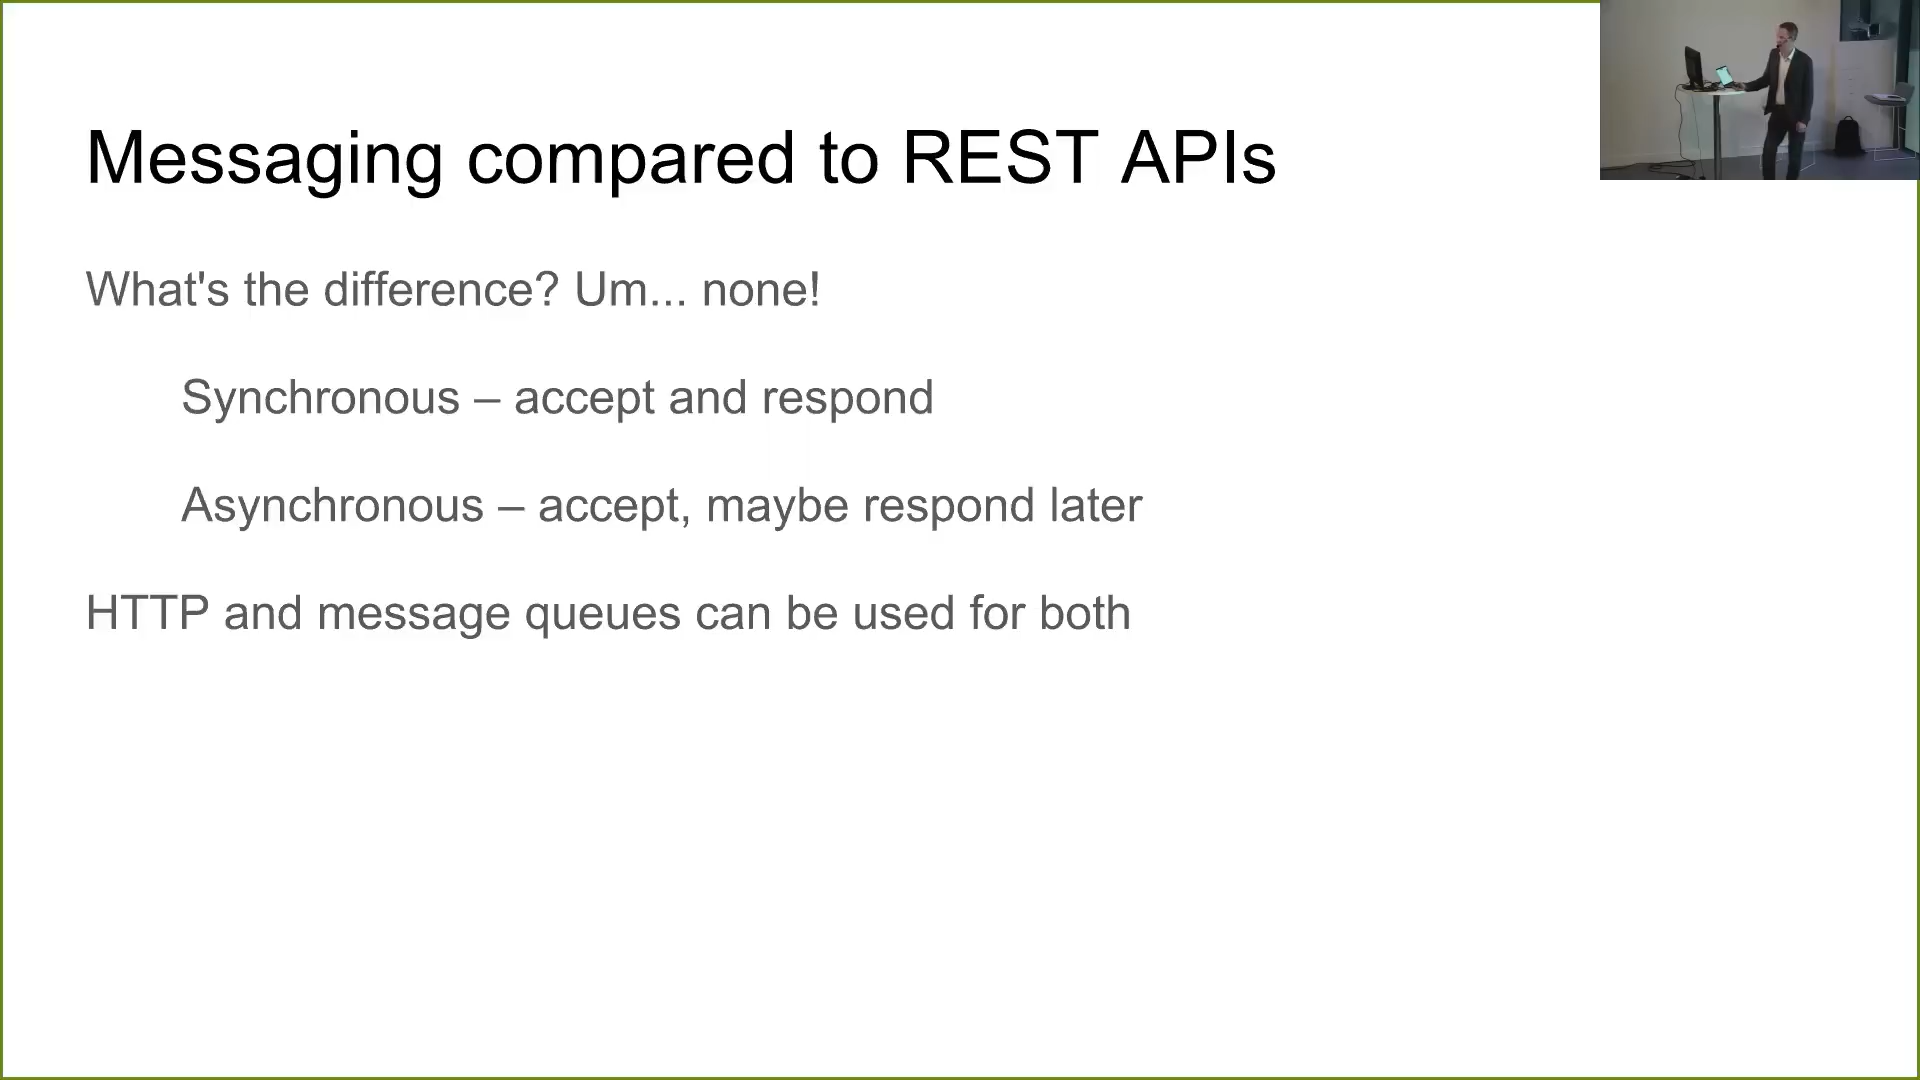 Messaging compared to REST APIs
What's the difference? Um... none!
Synchronous – accept and respond
Asynchronous – accept, maybe respond later
HTTP and message queues can be used for both